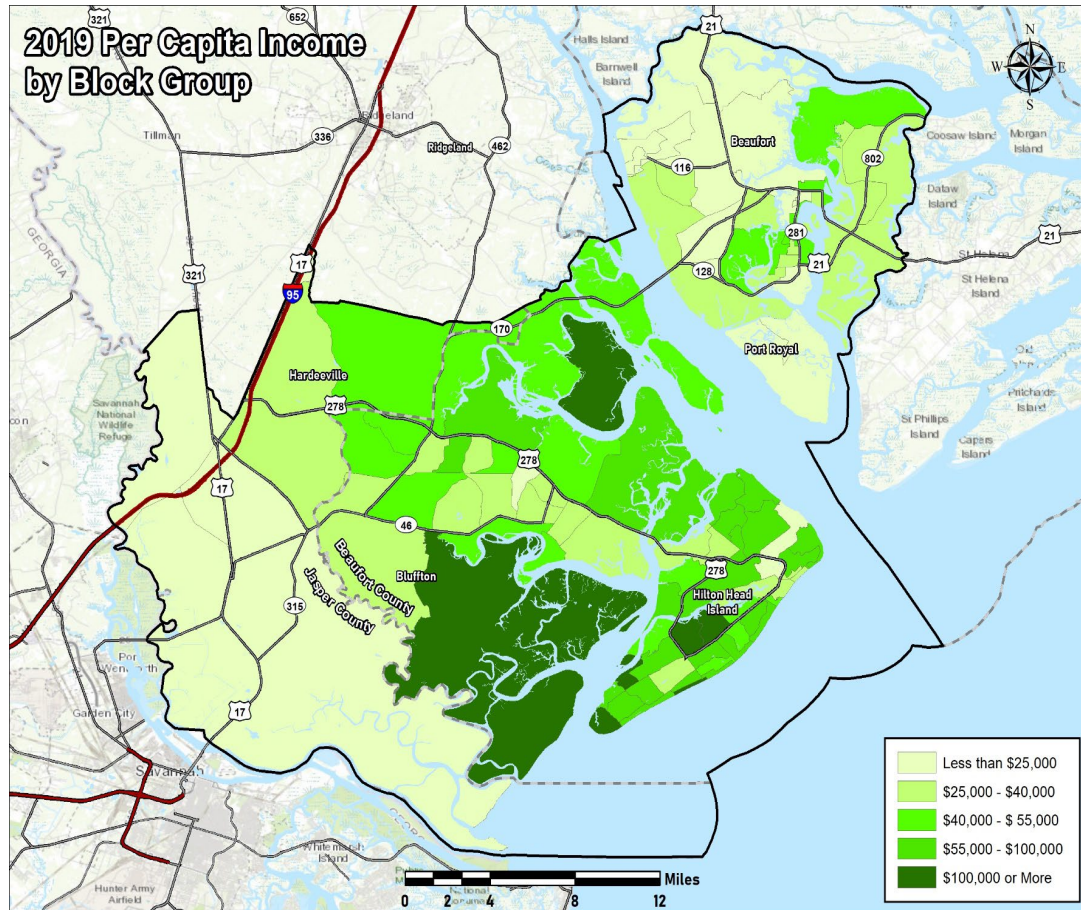 2019 Per Capita Income
by Block Group
321
652
21
Halls Island
Barnwell
Island
N
W
E
S
Tillman
336
Ridgeland
462
Ridgeland
Beaufort
Coosaw Island
Morgan
Island
116
802
Dataw
Island
GEORGIA
281
21
St Helena
21
321
17
128
St Helena
Island
95
170
Port Royal
Hardeeville
Savannah
National
Wildlife
Refuge
278
Pritchards
Island
St Phillips
Island
Capers
Island
278
17
46
Beaufort County
Bluffton
278
Jasper County
Hilton Head
Island
315
Port
Wentworth
Garden City
17
Savannah
Whitemarsh
Island
Hunter Army
Airfield
Less than $25,000
$25,000 - $40,000
$40,000 - $ 55,000
$55,000 - $100,000
$100,000 or More
Miles
0 2 4 8 12